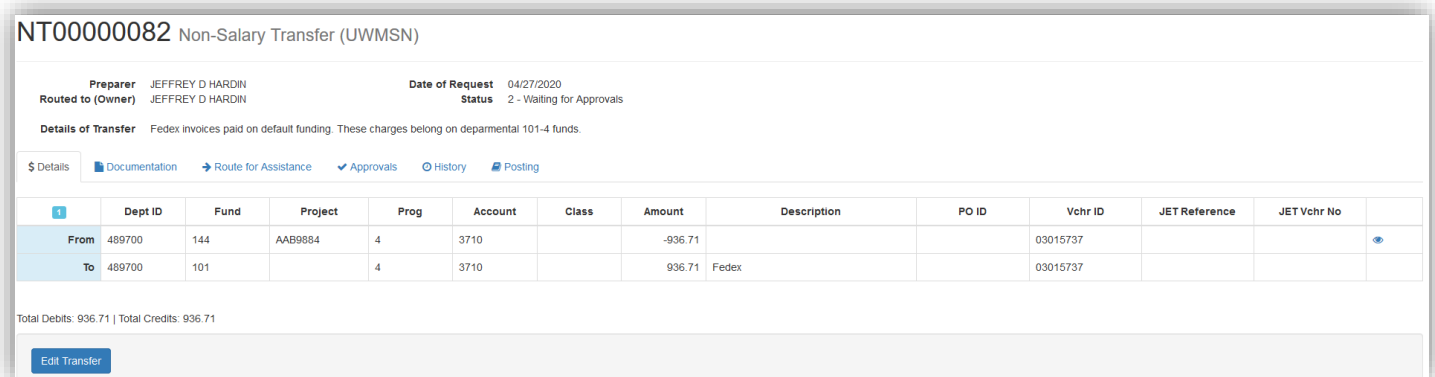 NT00000082 Non-Salary Transfer (UWMSN)
Preparer JEFFREY D HARDIN Date of Request 04/27/2020
Routed to (Owner) JEFFREY D HARDIN Status 2 - Waiting for Approvals
Details of Transfer Fedex invoices paid on default funding. These charges belong on deparmental 101-4 funds.
$ Details Documentation Route for Assistance Approvals History Posting
1 Dept ID Fund Project Prog Account Class Amount Description PO ID Vchr ID JET Reference JET Vchr No
From 489700 144 AAB9884 4 3710 -936.71 03015737
To 489700 101 4 3710 936.71 Fedex 03015737
Total Debits: 936.71 | Total Credits: 936.71
Edit Transfer